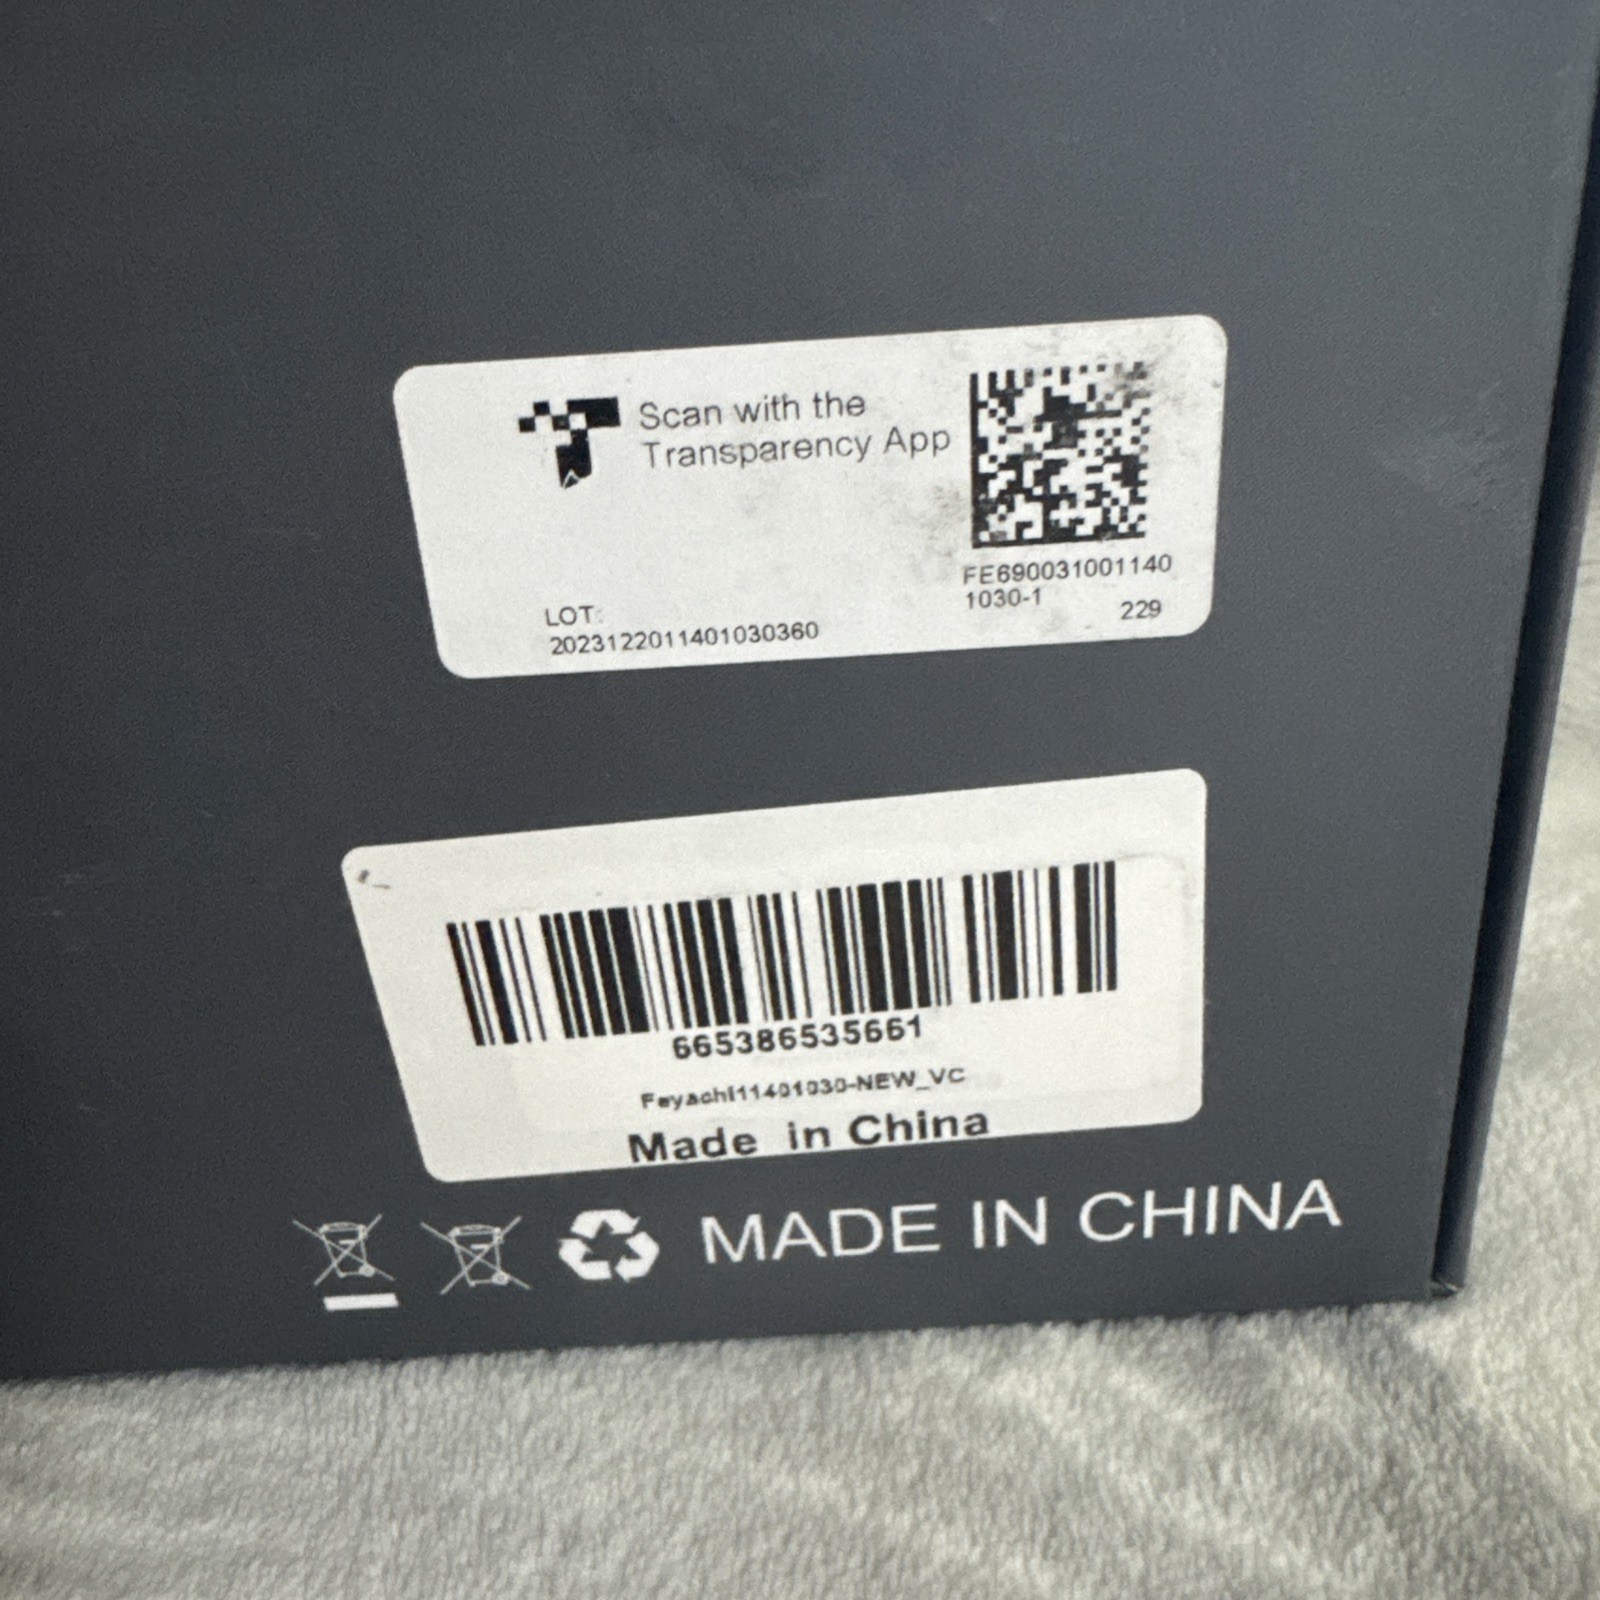 Scan with the
Transparency App
FE690031001140
1030-1
229
LOT:
2023122011401030360
665386535661
Feyachi11401030-NEW_VC
Made in China
MADE IN CHINA